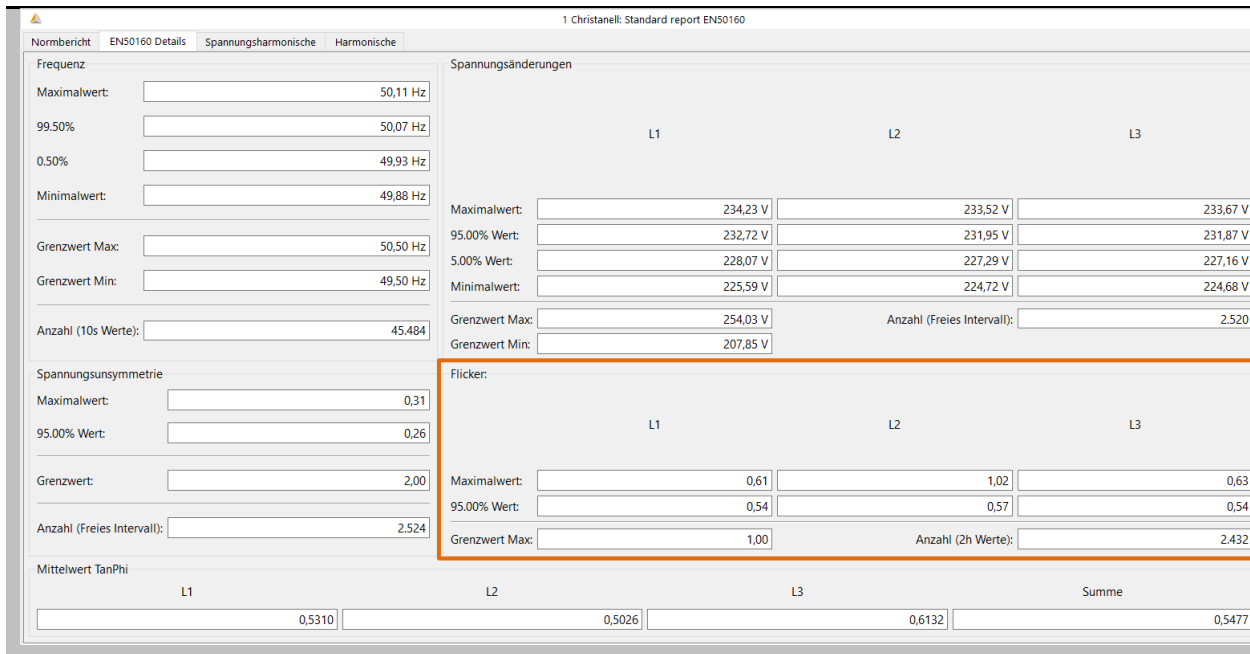 1 Christanell: Standard report EN50160
Normbericht EN50160 Details Spannungsharmonische Harmonische
Frequenz
Maximalwert: 50,11 Hz
99.50% 50,07 Hz
0.50% 49,93 Hz
Minimalwert: 49,88 Hz
Grenzwert Max: 50,50 Hz
Grenzwert Min: 49,50 Hz
Anzahl (10s Werte): 45.484
Spannungsänderungen
L1 L2 L3
Maximalwert: 234,23 V 233,52 V 233,67 V
95.00% Wert: 232,72 V 231,95 V 231,87 V
5.00% Wert: 228,07 V 227,29 V 227,16 V
Minimalwert: 225,59 V 224,72 V 224,68 V
Grenzwert Max: 254,03 V Anzahl (Freies Intervall): 2.520
Grenzwert Min: 207,85 V
Spannungsunsymmetrie
Maximalwert: 0,31
95.00% Wert: 0,26
Grenzwert: 2,00
Anzahl (Freies Intervall): 2.524
Flicker:
L1 L2 L3
Maximalwert: 0,61 1,02 0,63
95.00% Wert: 0,54 0,57 0,54
Grenzwert Max: 1,00 Anzahl (2h Werte): 2.432
Mittelwert TanPhi
L1 L2 L3 Summe
0,5310 0,5026 0,6132 0,5477